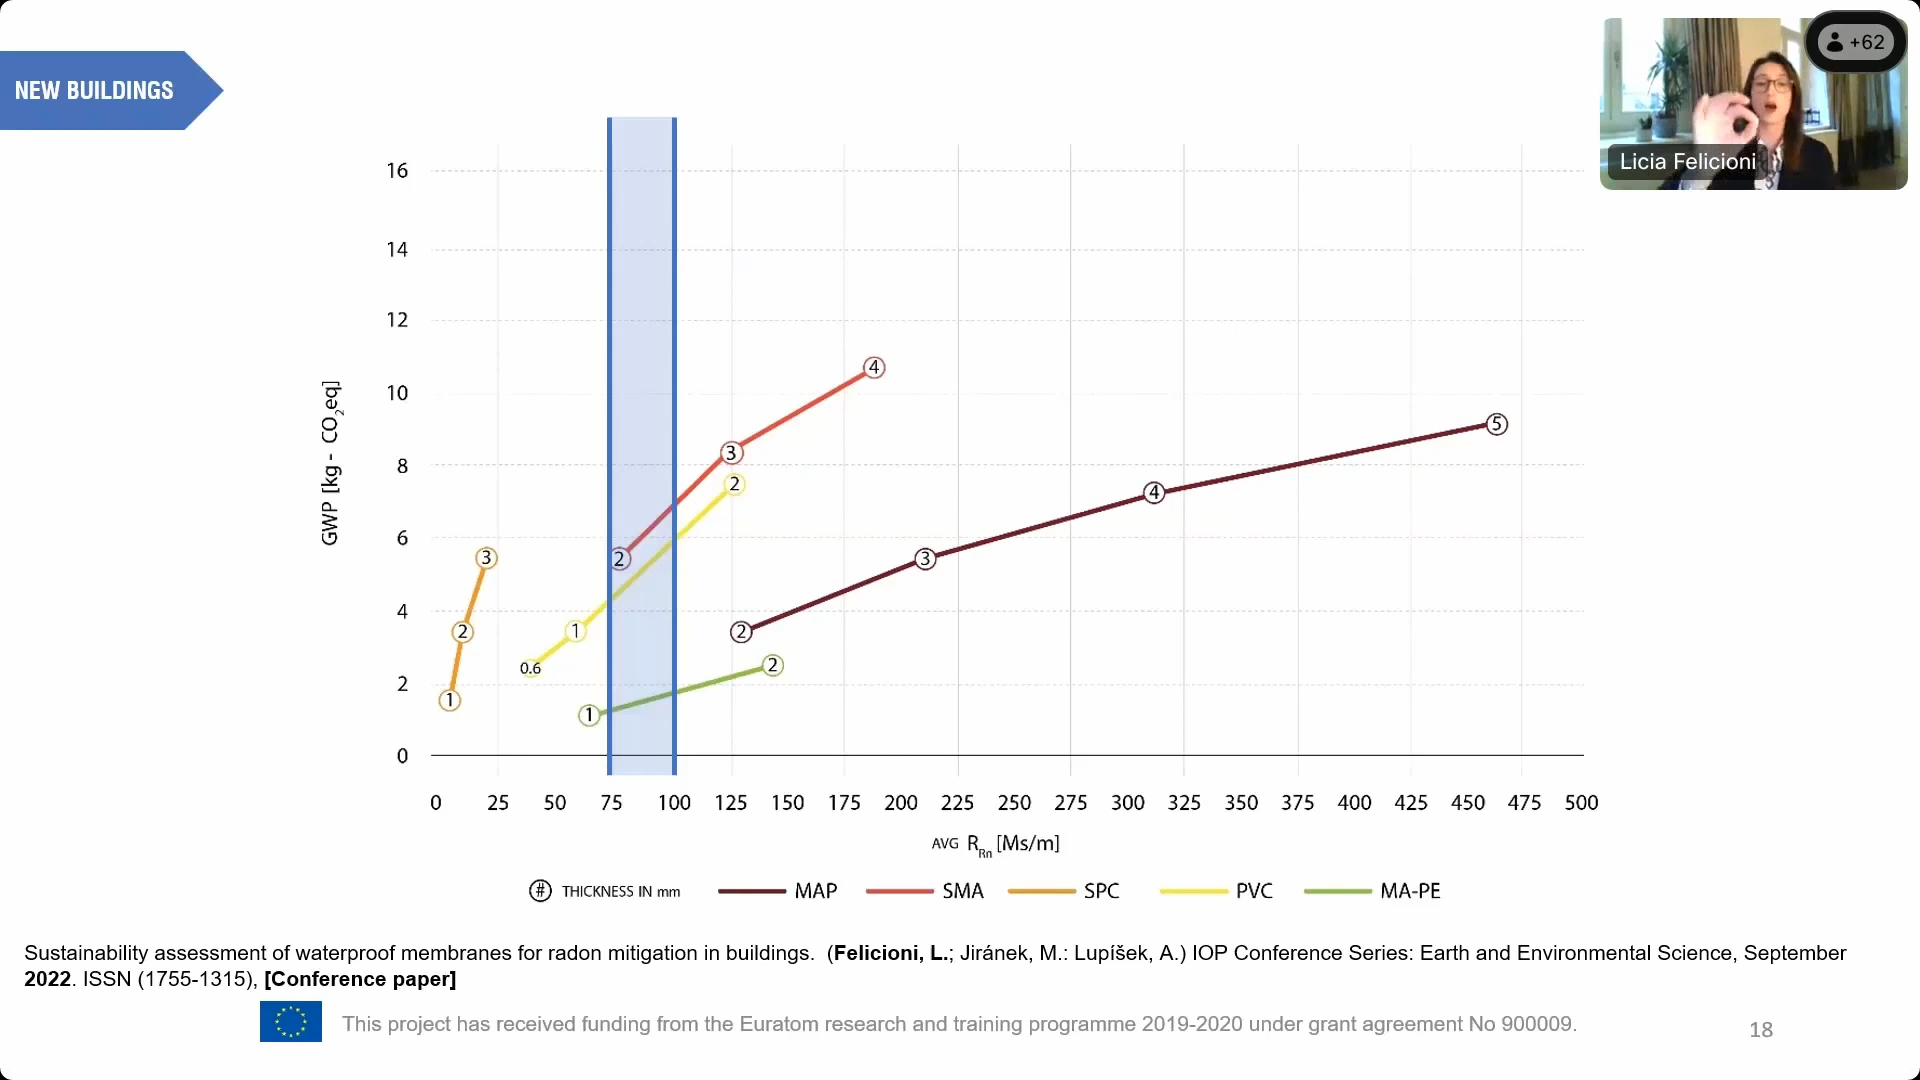 +62
NEW BUILDINGS
Licia Felicioni
16
14
12
10
8
6
4
2
0
GWP [kg - CO2eq]
4
3
2
2
1
0.6
3
2
1
5
4
3
2
2
1
0 25 50 75 100 125 150 175 200 225 250 275 300 325 350 375 400 425 450 475 500
AVG RRn [Ms/m]
# THICKNESS IN mm MAP SMA SPC PVC MA-PE
Sustainability assessment of waterproof membranes for radon mitigation in buildings. (Felicioni, L.; Jiránek, M.: Lupíšek, A.) IOP Conference Series: Earth and Environmental Science, September
2022. ISSN (1755-1315), [Conference paper]
This project has received funding from the Euratom research and training programme 2019-2020 under grant agreement No 900009.
18